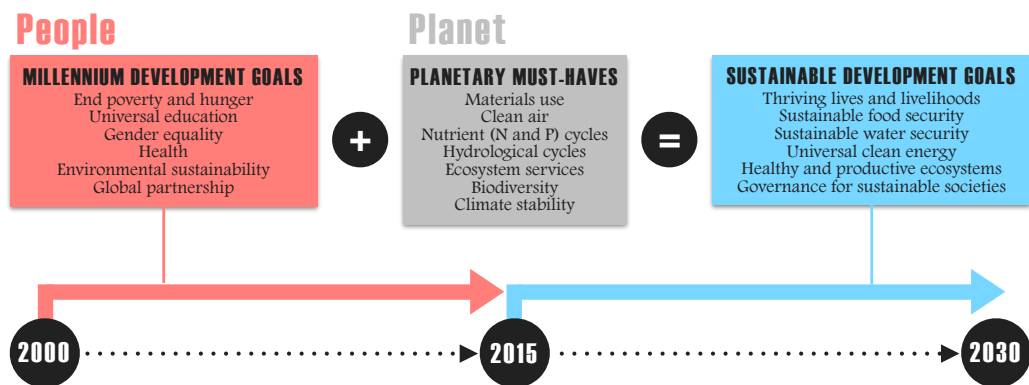 People
Planet
MILLENNIUM DEVELOPMENT GOALS
End poverty and hunger
Universal education
Gender equality
Health
Environmental sustainability
Global partnership
+
PLANETARY MUST-HAVES
Materials use
Clean air
Nutrient (N and P) cycles
Hydrological cycles
Ecosystem services
Biodiversity
Climate stability
=
SUSTAINABLE DEVELOPMENT GOALS
Thriving lives and livelihoods
Sustainable food security
Sustainable water security
Universal clean energy
Healthy and productive ecosystems
Governance for sustainable societies
2000
2015
2030